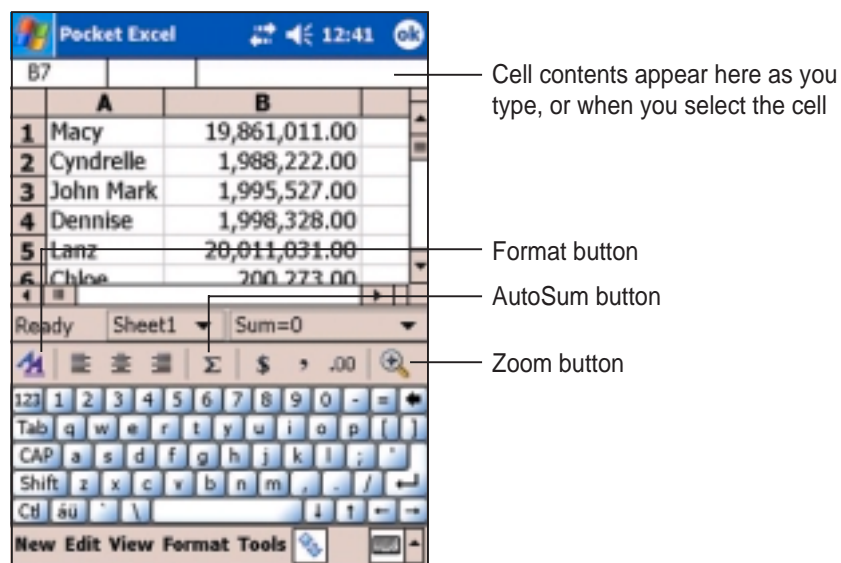 Pocket Excel 12:41 ok
B7
Cell contents appear here as you
type, or when you select the cell
A B
1 Macy 19,861,011.00
2 Cyndrelle 1,988,222.00
3 John Mark 1,995,527.00
4 Dennise 1,998,328.00
5 Lanz 20,011,031.00
6 Chloe 200,273.00
Format button
AutoSum button
Ready Sheet1 Sum=0
Zoom button
Σ $ , .00
123 1 2 3 4 5 6 7 8 9 0 - =
Tab q w e r t y u i o p [ ]
CAP a s d f g h j k l ; '
Shift z x c v b n m , . /
Ctl áü ` \
New Edit View Format Tools